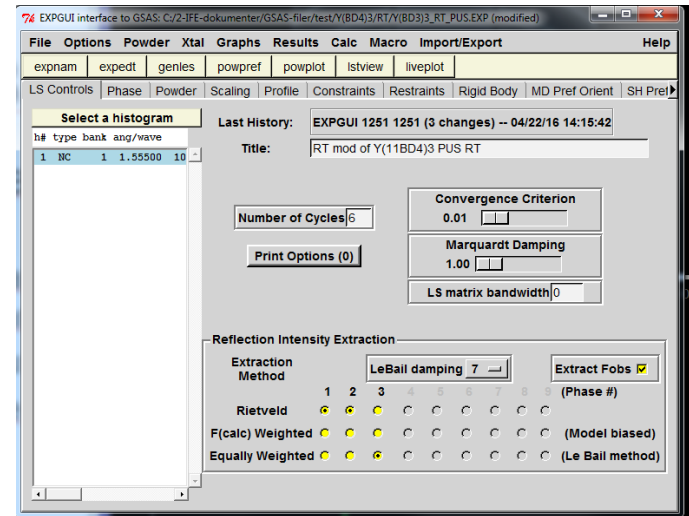 EXPGUI interface to GSAS: C:/2-IFE-dokumenter/GSAS-filer/test/Y(BD4)3/RT/Y(BD3)3_RT_PUS.EXP (modified)
File Options Powder Xtal Graphs Results Calc Macro Import/Export Help
expnam expedt genles powpref powplot lstview liveplot
LS Controls Phase Powder Scaling Profile Constraints Restraints Rigid Body MD Pref Orient SH Pref
Select a histogram
h# type bank ang/wave
1 NC 1 1.55500 10
Last History: EXPGUI 1251 1251 (3 changes) -- 04/22/16 14:15:42
Title: RT mod of Y(11BD4)3 PUS RT
Number of Cycles 6
Print Options (0)
Convergence Criterion
0.01
Marquardt Damping
1.00
LS matrix bandwidth 0
Reflection Intensity Extraction
Extraction Method
LeBail damping 7
Extract Fobs
1 2 3 4 5 6 7 8 9 (Phase #)
Rietveld
F(calc) Weighted (Model biased)
Equally Weighted (Le Bail method)